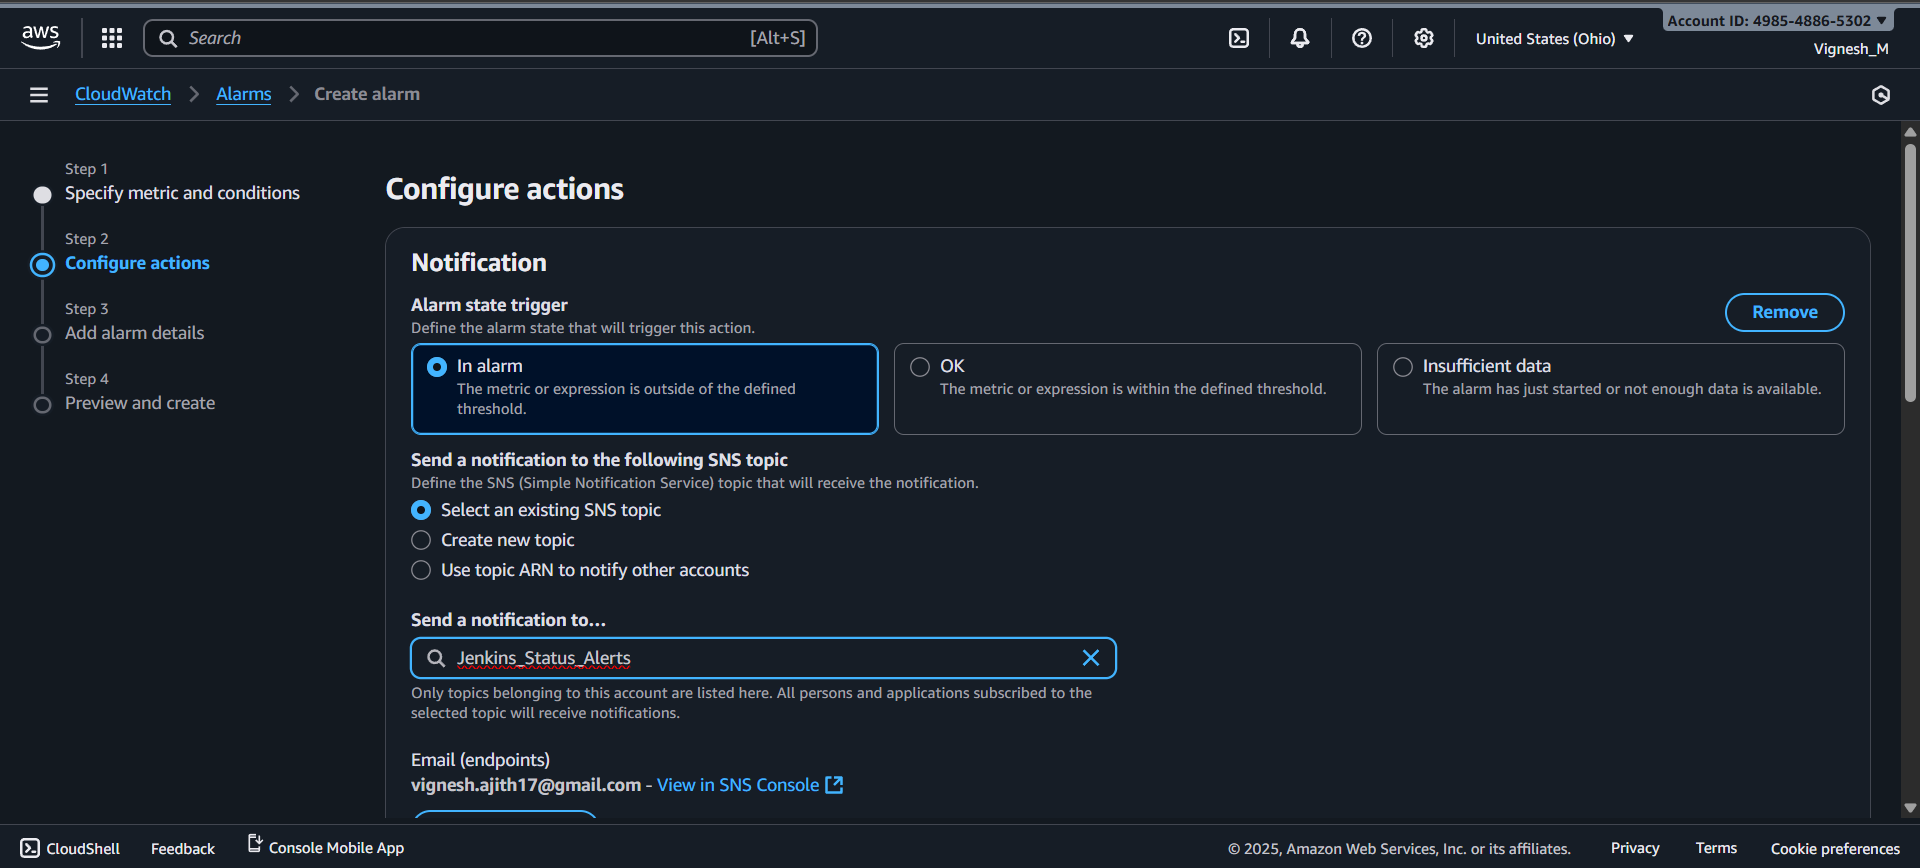 aws
Search
[Alt+S]
United States (Ohio)
Account ID: 4985-4886-5302
Vignesh_M
CloudWatch
Alarms
Create alarm
Step 1
Specify metric and conditions
Step 2
Configure actions
Step 3
Add alarm details
Step 4
Preview and create
Configure actions
Notification
Alarm state trigger
Define the alarm state that will trigger this action.
Remove
In alarm
The metric or expression is outside of the defined
threshold.
OK
The metric or expression is within the defined threshold.
Insufficient data
The alarm has just started or not enough data is available.
Send a notification to the following SNS topic
Define the SNS (Simple Notification Service) topic that will receive the notification.
Select an existing SNS topic
Create new topic
Use topic ARN to notify other accounts
Send a notification to...
Jenkins_Status_Alerts
Only topics belonging to this account are listed here. All persons and applications subscribed to the
selected topic will receive notifications.
Email (endpoints)
vignesh.ajith17@gmail.com - View in SNS Console
CloudShell
Feedback
Console Mobile App
© 2025, Amazon Web Services, Inc. or its affiliates.
Privacy
Terms
Cookie preferences